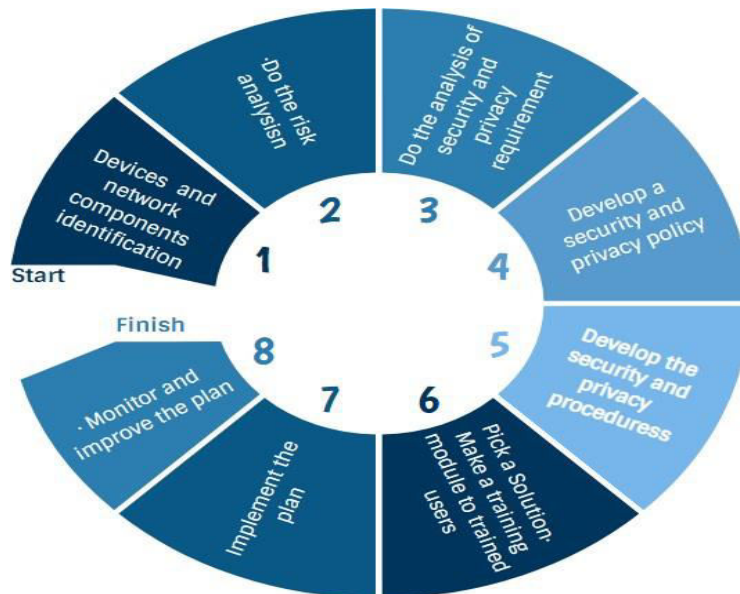 Start
Devices and
network
components
identification
1
·Do the risk
analysisn
2
Do the analysis of
security and
privacy
requirement
3
Develop a
security and
privacy policy
4
Develop the
security and
privacy
proceduress
5
Pick a Solution·
Make a training
module to trained
users
6
Implement the
plan
7
· Monitor and
improve the plan
8
Finish